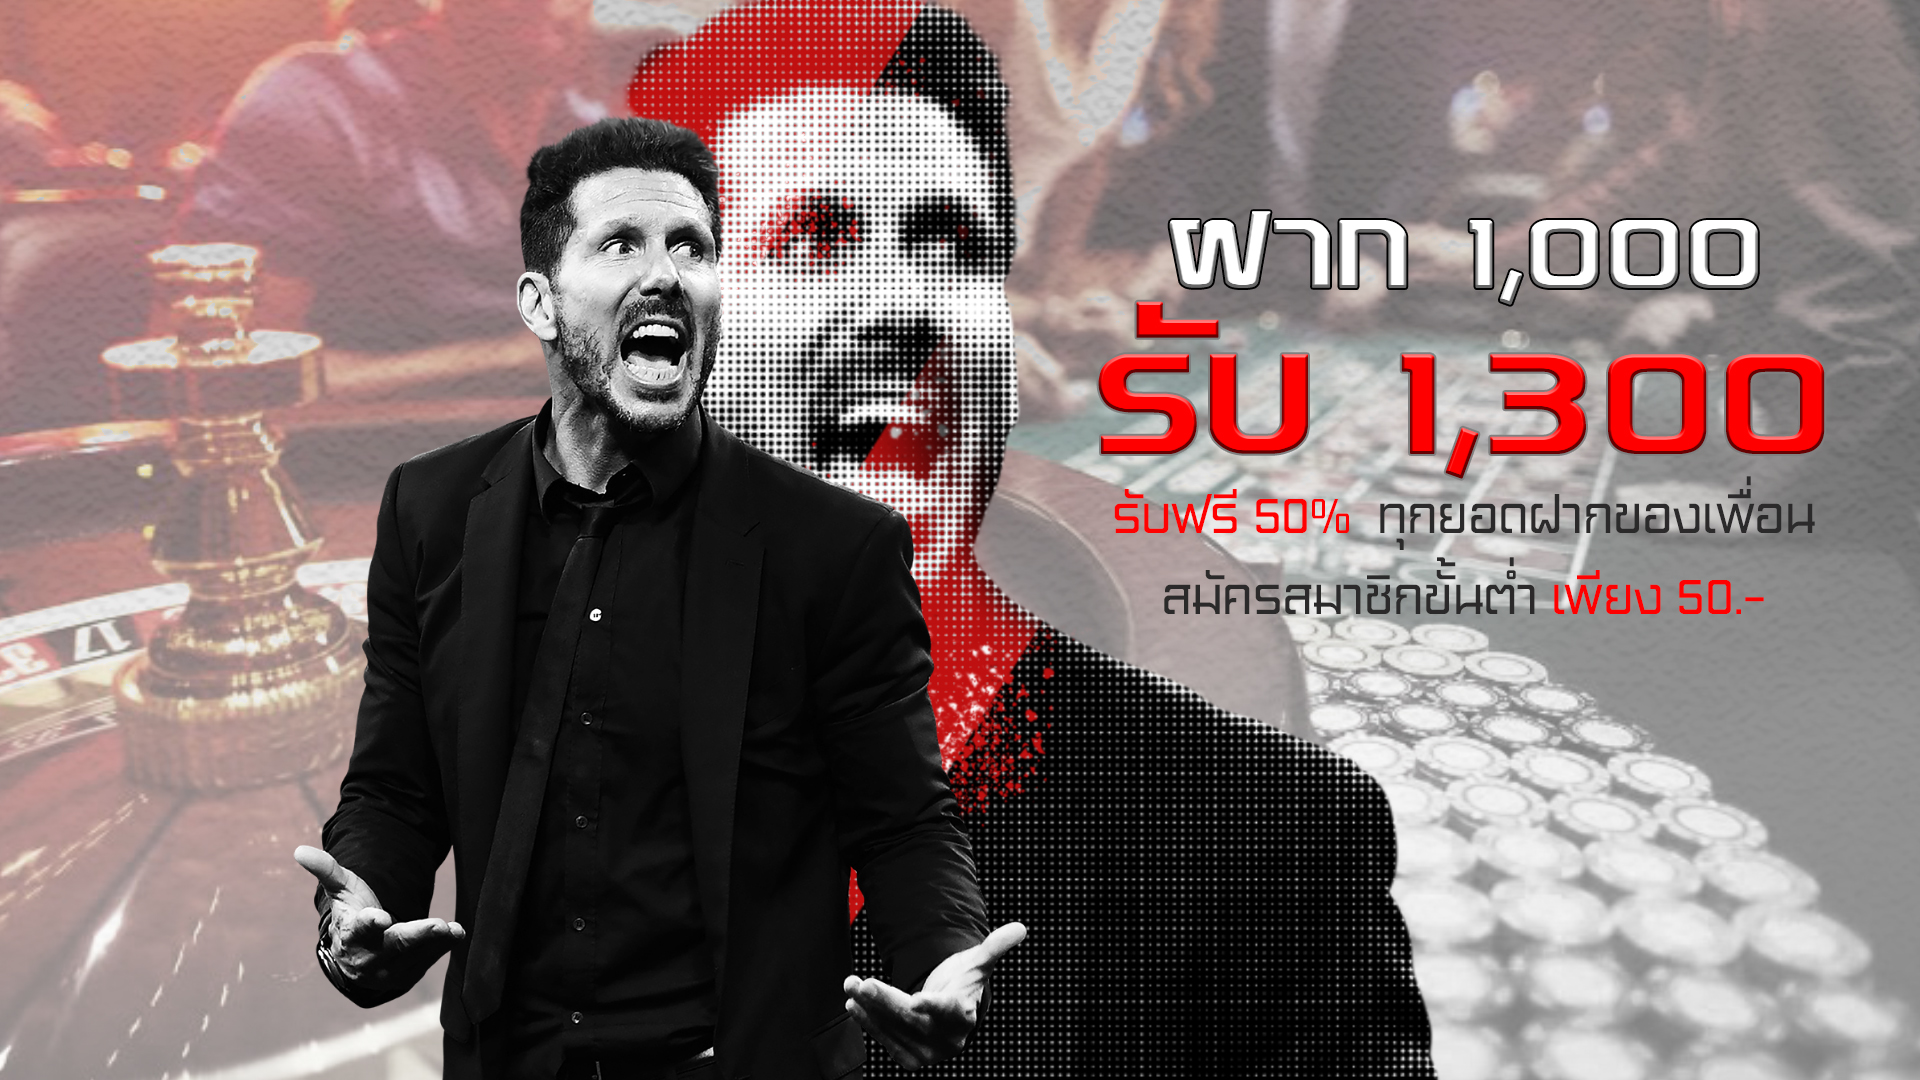 ฝาก 1,000
รับ 1,300
รับฟรี 50% ทุกยอดฝากของเพื่อน
สมัครสมาชิกขั้นต่ำ เพียง 50.-
17